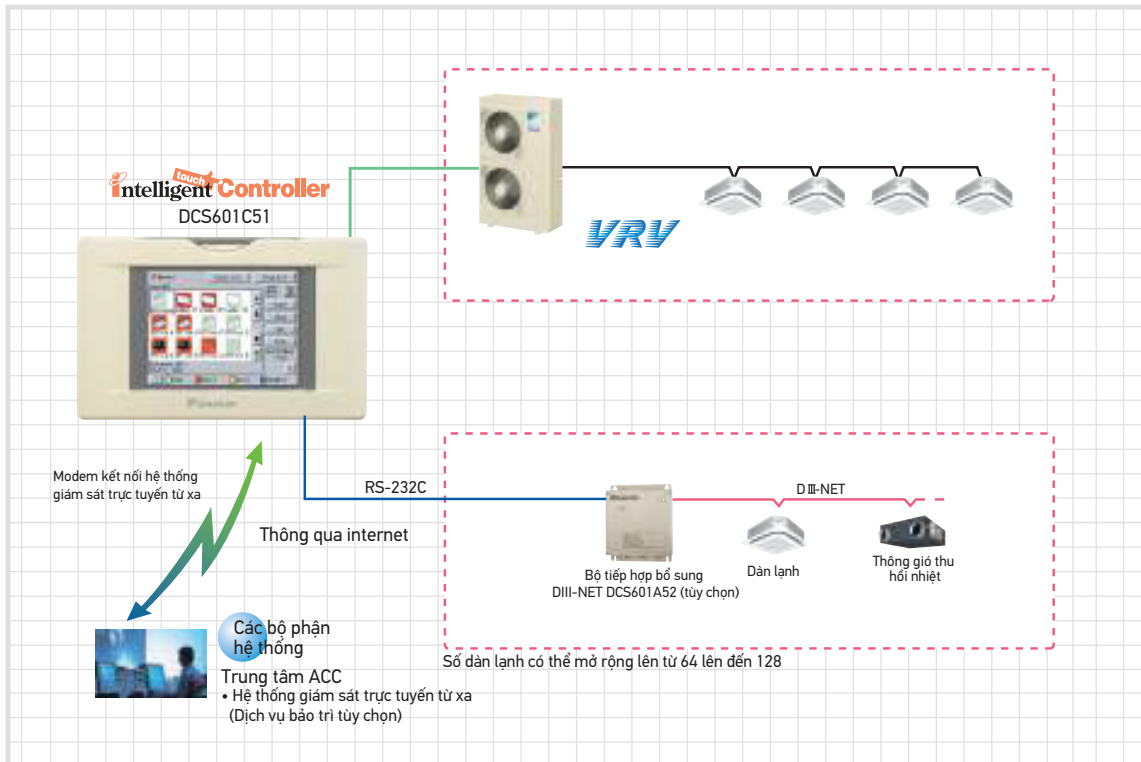 intelligent touch Controller
DCS601C51
VRV
Modem kết nối hệ thống
giám sát trực tuyến từ xa
RS-232C
DIII-NET
Thông qua internet
Bộ tiếp hợp bổ sung
DIII-NET DCS601A52 (tùy chọn)
Dàn lạnh
Thông gió thu
hồi nhiệt
Các bộ phận
hệ thống
Số dàn lạnh có thể mở rộng lên từ 64 lên đến 128
Trung tâm ACC
• Hệ thống giám sát trực tuyến từ xa
(Dịch vụ bảo trì tùy chọn)